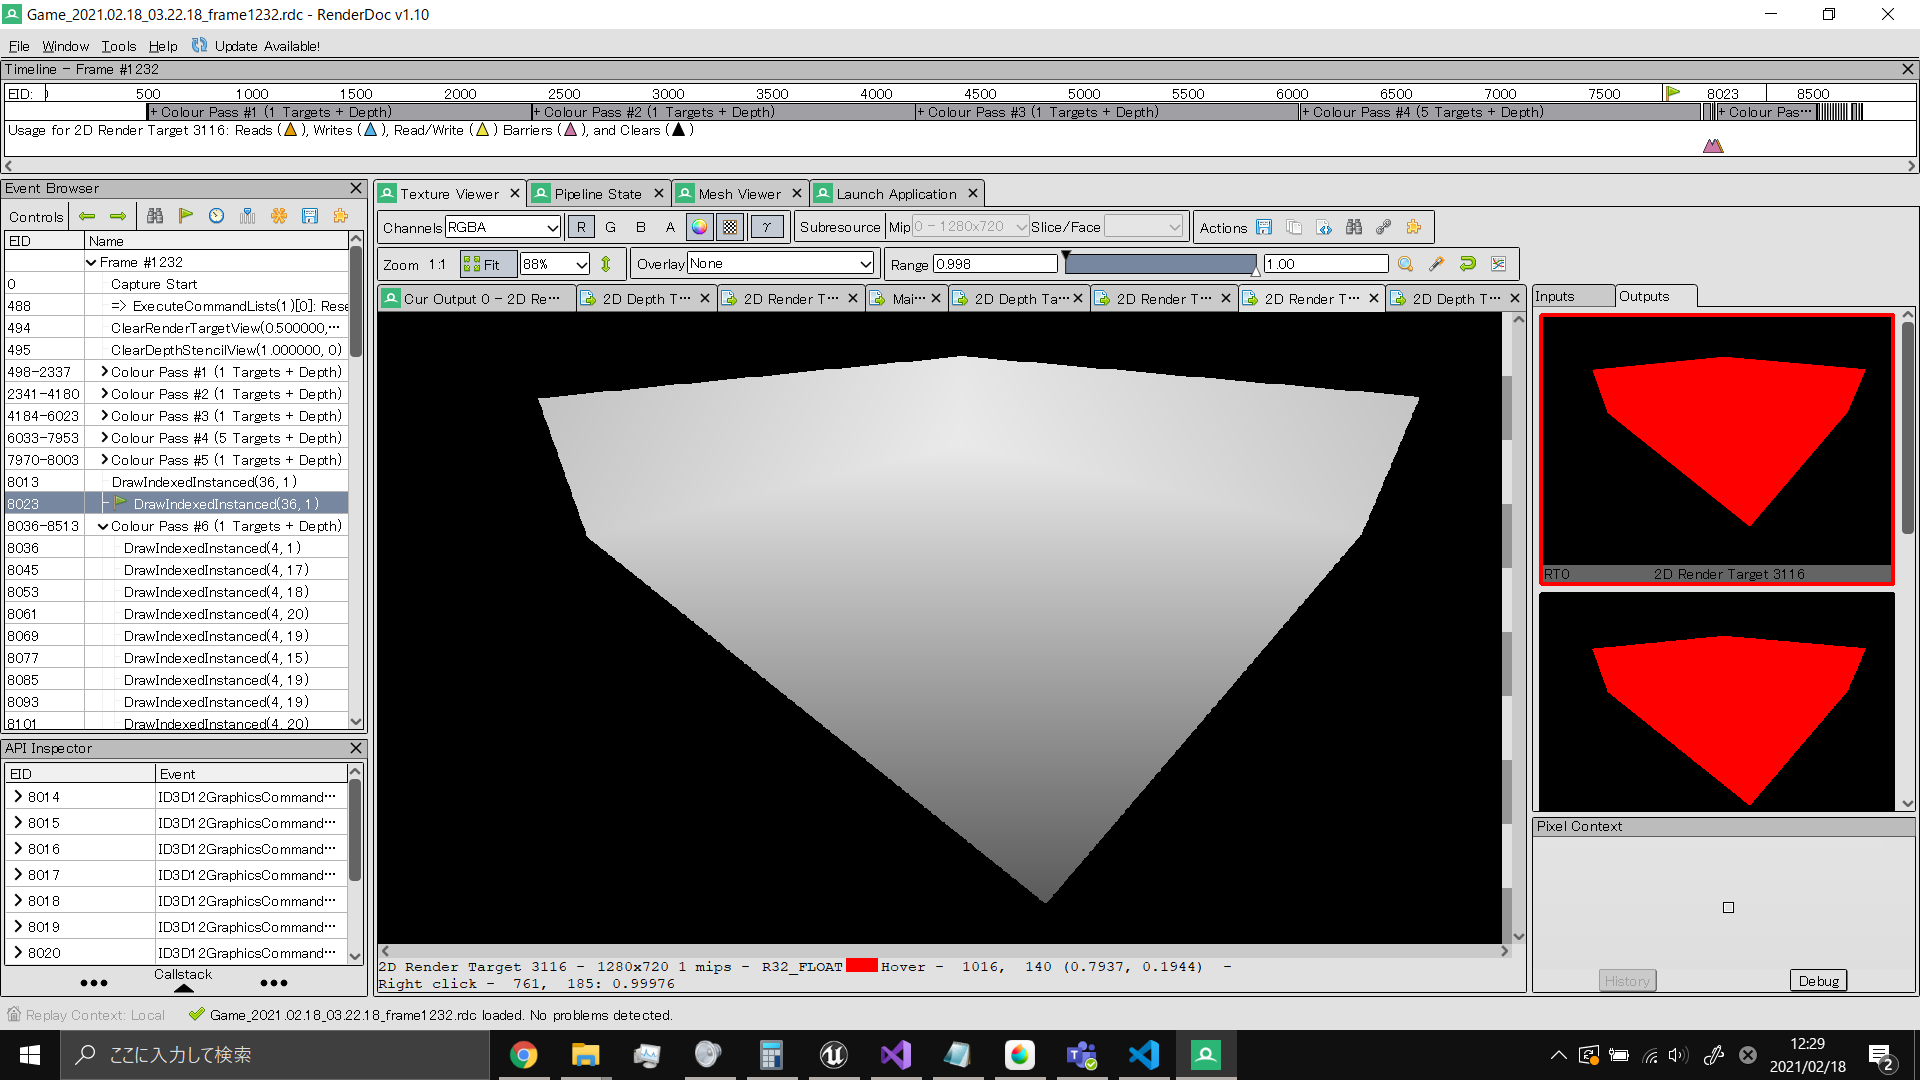 Game_2021.02.18_03.22.18_frame1232.rdc - RenderDoc v1.10
File Window Tools Help Update Available!
Timeline - Frame #1232
EID: 0 500 1000 1500 2000 2500 3000 3500 4000 4500 5000 5500 6000 6500 7000 7500 8023 8500
+ Colour Pass #1 (1 Targets + Depth) + Colour Pass #2 (1 Targets + Depth) + Colour Pass #3 (1 Targets + Depth) + Colour Pass #4 (5 Targets + Depth) + Colour Pas···
Usage for 2D Render Target 3116: Reads ( ), Writes ( ), Read/Write ( ) Barriers ( ), and Clears ( )
Event Browser
Controls
EID Name
Frame #1232
0 Capture Start
488 => ExecuteCommandLists(1)[0]: Rese
494 ClearRenderTargetView(0.500000,···
495 ClearDepthStencilView(1.000000, 0)
498-2337 Colour Pass #1 (1 Targets + Depth)
2341-4180 Colour Pass #2 (1 Targets + Depth)
4184-6023 Colour Pass #3 (1 Targets + Depth)
6033-7953 Colour Pass #4 (5 Targets + Depth)
7970-8003 Colour Pass #5 (1 Targets + Depth)
8013 DrawIndexedInstanced(36, 1)
8023 DrawIndexedInstanced(36, 1)
8036-8513 Colour Pass #6 (1 Targets + Depth)
8036 DrawIndexedInstanced(4, 1)
8045 DrawIndexedInstanced(4, 17)
8053 DrawIndexedInstanced(4, 18)
8061 DrawIndexedInstanced(4, 20)
8069 DrawIndexedInstanced(4, 19)
8077 DrawIndexedInstanced(4, 15)
8085 DrawIndexedInstanced(4, 19)
8093 DrawIndexedInstanced(4, 19)
8101 DrawIndexedInstanced(4, 20)
API Inspector
EID Event
8014 ID3D12GraphicsCommand···
8015 ID3D12GraphicsCommand···
8016 ID3D12GraphicsCommand···
8017 ID3D12GraphicsCommand···
8018 ID3D12GraphicsCommand···
8019 ID3D12GraphicsCommand···
8020 ID3D12GraphicsCommand···
Callstack
Texture Viewer Pipeline State Mesh Viewer Launch Application
Channels RGBA R G B A γ Subresource Mip 0 - 1280x720 Slice/Face Actions
Zoom 1:1 Fit 88% Overlay None Range 0.998 1.00
Cur Output 0 - 2D Re··· 2D Depth T··· 2D Render T··· Mai··· 2D Depth Ta··· 2D Render T··· 2D Render T··· 2D Depth T···
2D Render Target 3116 - 1280x720 1 mips - R32_FLOAT Hover - 1016, 140 (0.7937, 0.1944) -
Right click - 761, 185: 0.99976
Inputs Outputs
RT0 2D Render Target 3116
Pixel Context
History Debug
Replay Context: Local Game_2021.02.18_03.22.18_frame1232.rdc loaded. No problems detected.
ここに入力して検索
12:29
2021/02/18
2